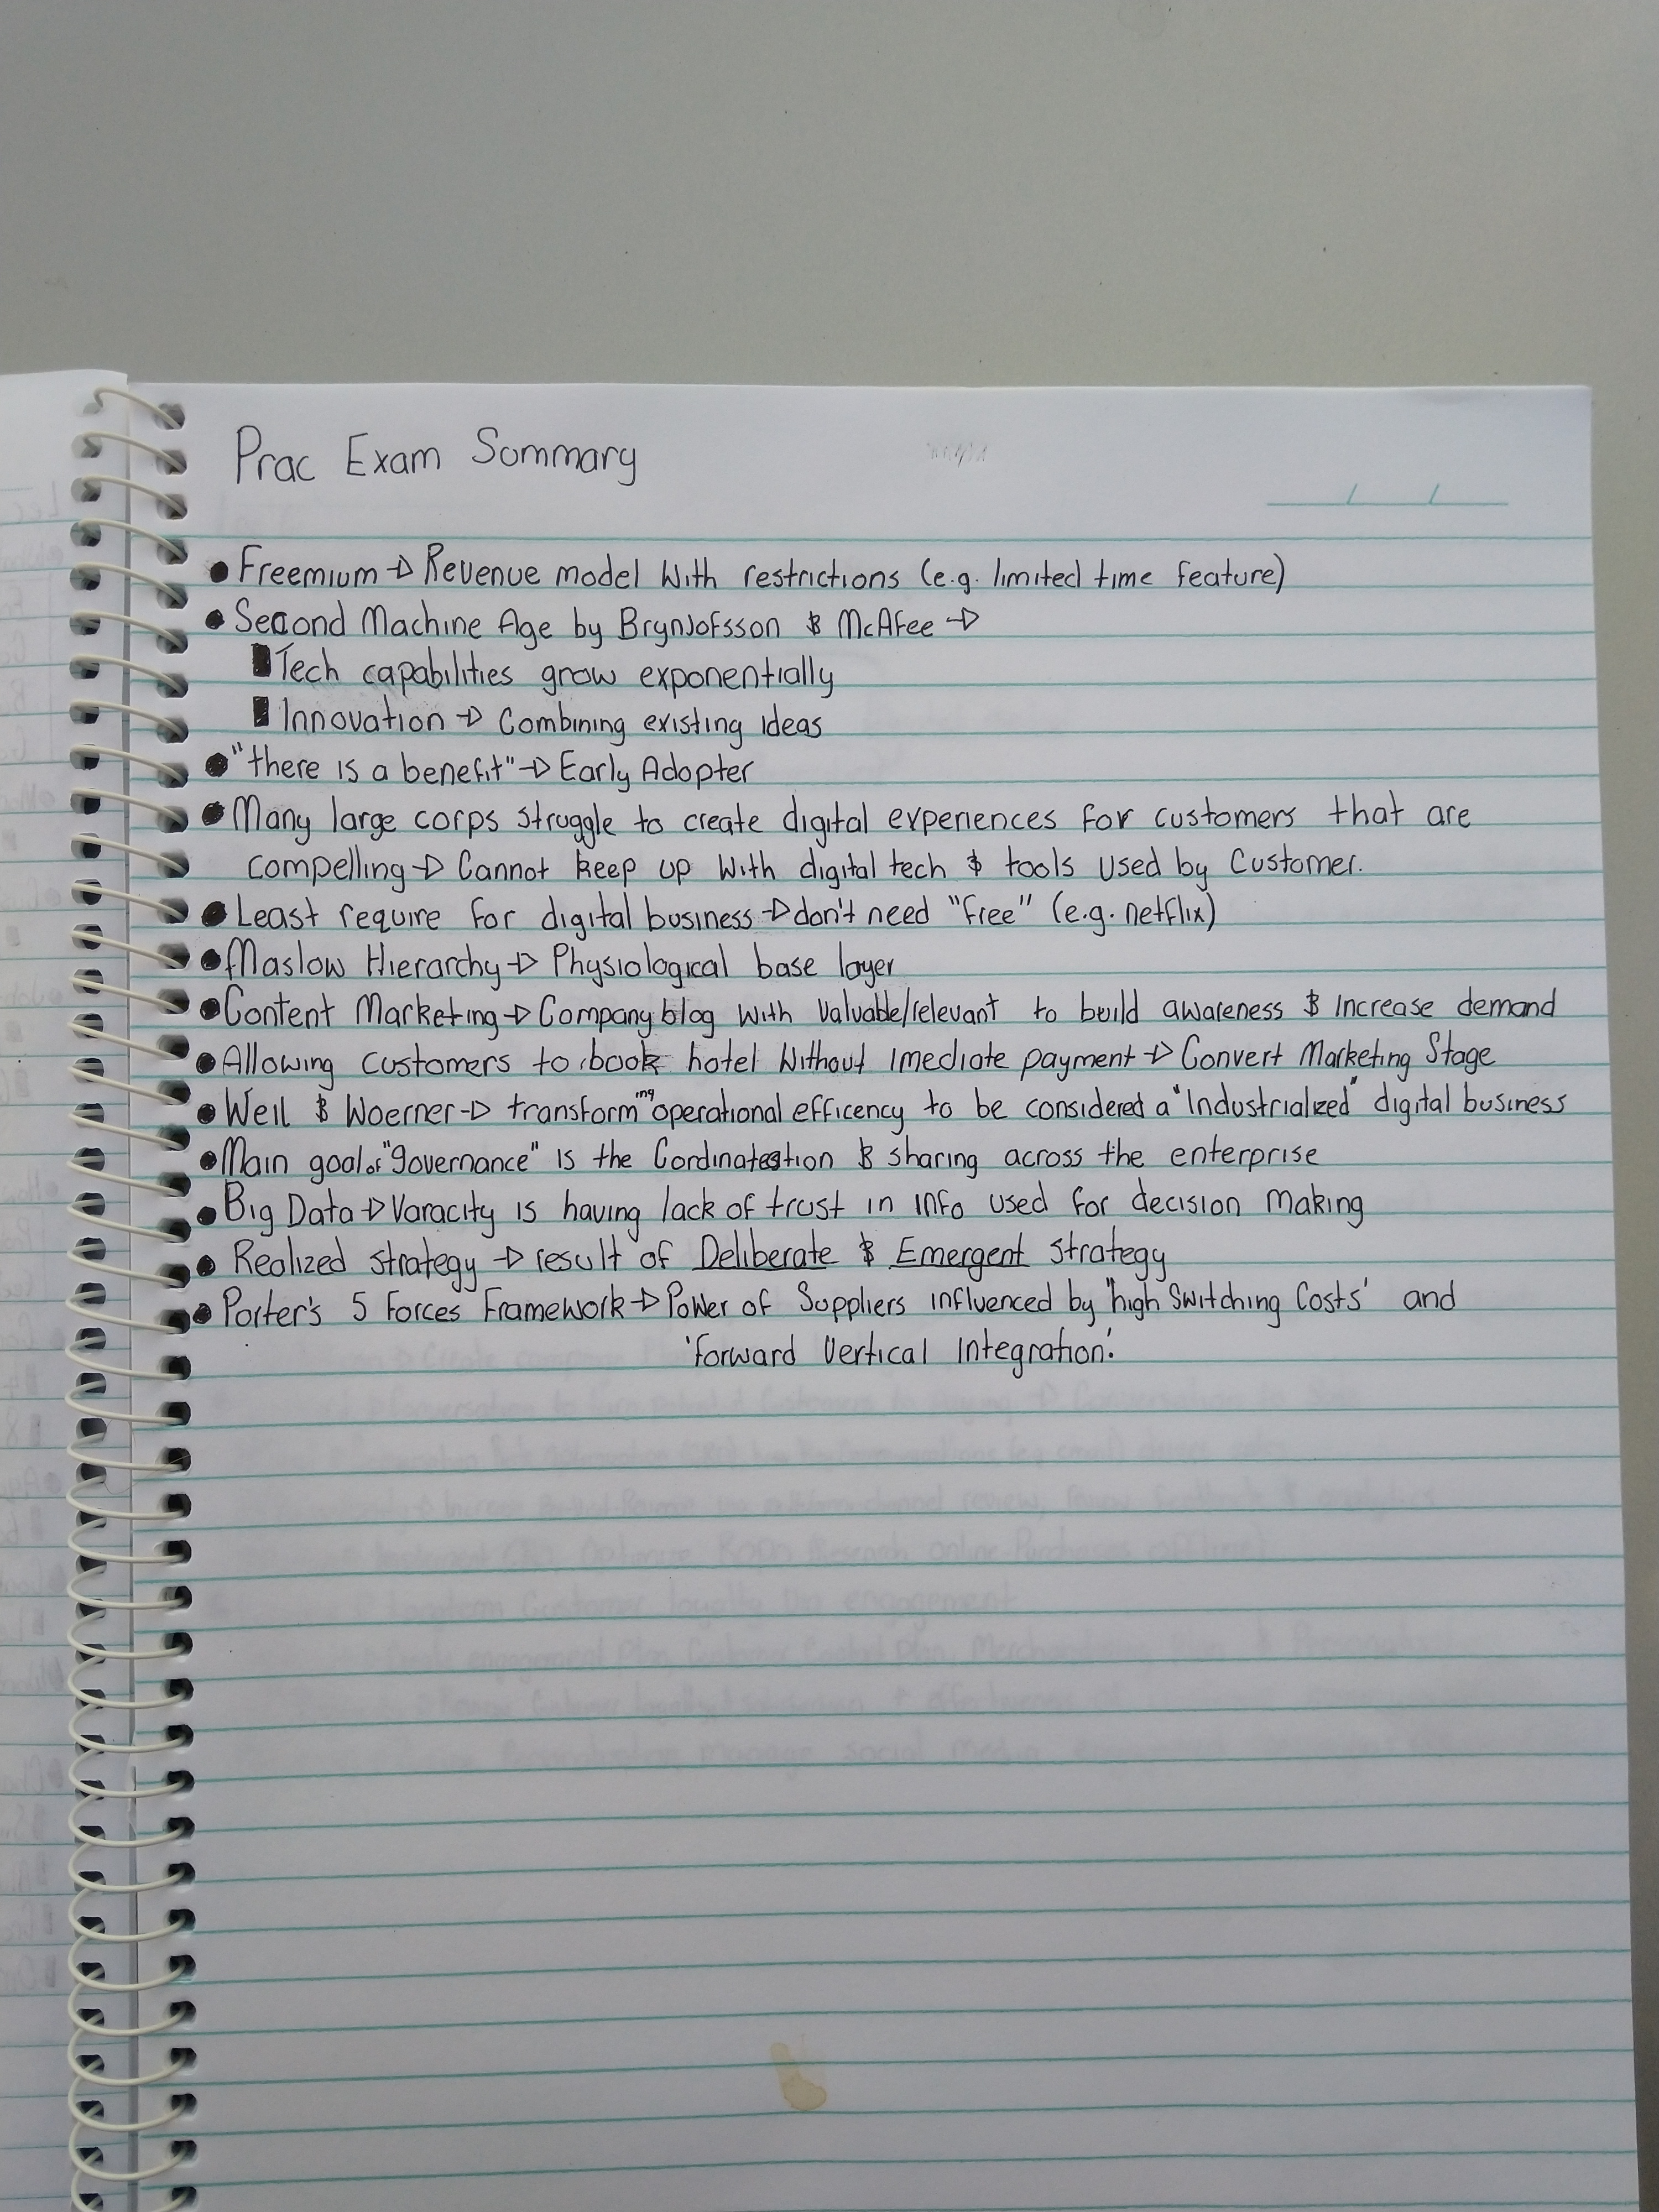 Prac Exam Summary
• Freemium → Revenue model with restrictions (e.g. limited time feature)
• Second Machine Age by Brynjofsson & McAfee →
▮ Tech capabilities grow exponentially
▮ Innovation → Combining existing ideas
• "there is a benefit" → Early Adopter
• Many large corps struggle to create digital experiences for customers that are
compelling → Cannot keep up with digital tech & tools used by customer.
• Least require for digital business → don't need "free" (e.g. netflix)
• Maslow Hierarchy → Physiological base layer
• Content Marketing → Company blog with valuable/relevant to build awareness & increase demand
• Allowing customers to book hotel without imediate payment → Convert Marketing Stage
• Weil & Woerner → transforming operational efficency to be considered a "Industrialized" digital business
• Main goal of "governance" is the Cordination & sharing across the enterprise
• Big Data → Varacity is having lack of trust in info used for decision making
• Realized strategy → result of Deliberate & Emergent strategy
• Porter's 5 Forces Framework → Power of Suppliers influenced by "high switching costs' and
'forward vertical integration.'